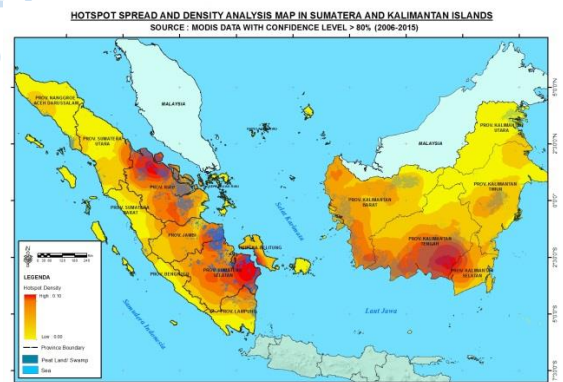 HOTSPOT SPREAD AND DENSITY ANALYSIS MAP IN SUMATERA AND KALIMANTAN ISLANDS
SOURCE : MODIS DATA WITH CONFIDENCE LEVEL > 80% (2006-2015)
PROV. NANGGROE
ACEH DARUSSALAM
MALAYSIA
PROV. SUMATERA
UTARA
PROV. KALIMANTAN
UTARA
MALAYSIA
PROV. RIAU
PROV. KALIMANTAN
TIMUR
PROV. SUMATERA
BARAT
PROV. KALIMANTAN
BARAT
Selat Karimata
PROV. JAMBI
BELITUNG
PROV. KALIMANTAN
TENGAH
PROV. SUMATERA
SELATAN
PROV. KALIMANTAN
SELATAN
PROV. BENGKULU
PROV. LAMPUNG
Samudera Indonesia
Laut Jawa
LEGENDA
Hotspot Density
High : 0.10
Low : 0.00
Province Boundary
Peat Land/ Swamp
Sea